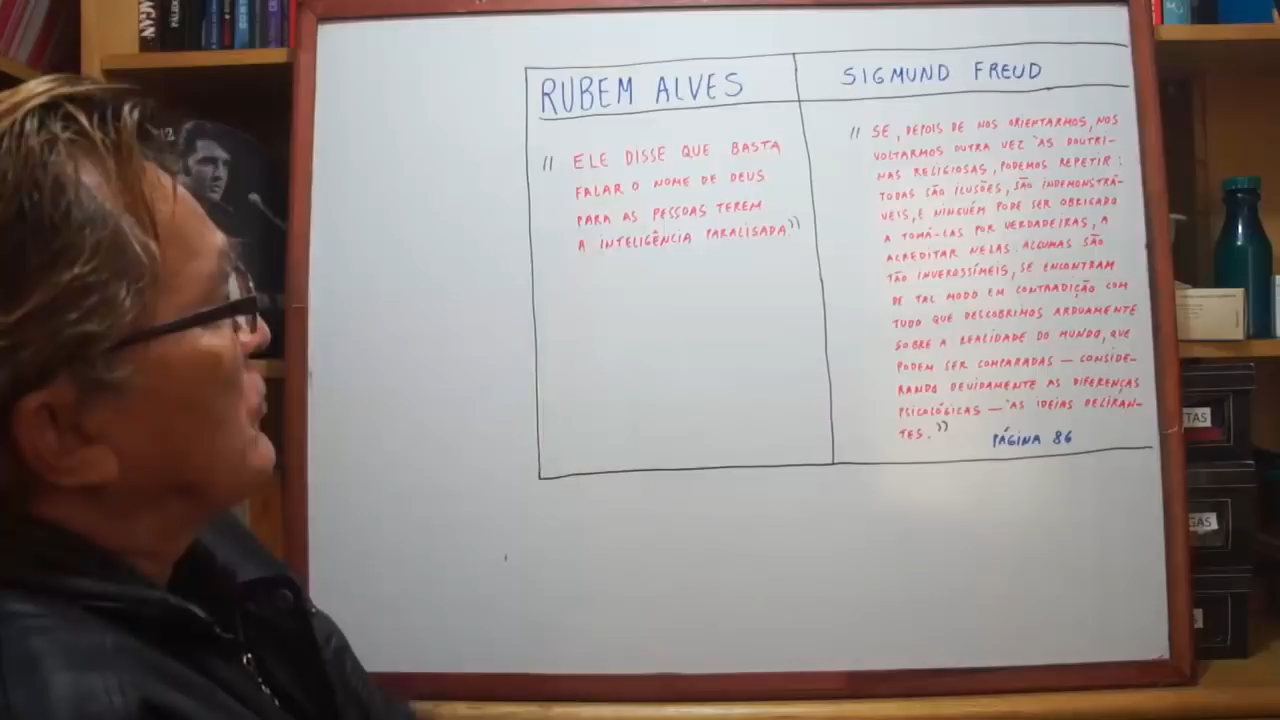 RUBEM ALVES
" ELE DISSE QUE BASTA
FALAR O NOME DE DEUS
PARA AS PESSOAS TEREM
A INTELIGÊNCIA PARALISADA"
SIGMUND FREUD
" SE, DEPOIS DE NOS ORIENTARMOS, NOS
VOLTARMOS OUTRA VEZ ÀS DOUTRI-
NAS RELIGIOSAS, PODEMOS REPETIR:
TODAS SÃO ILUSÕES, SÃO INDEMONSTRÁ-
VEIS, E NINGUÉM PODE SER OBRIGADO
A TOMÁ-LAS POR VERDADEIRAS, A
ACREDITAR NELAS. ALGUMAS SÃO
TÃO INVEROSSÍMEIS, SE ENCONTRAM
DE TAL MODO EM CONTRADIÇÃO COM
TUDO QUE DESCOBRIMOS ARDUAMENTE
SOBRE A REALIDADE DO MUNDO, QUE
PODEM SER COMPARADAS — CONSIDE-
RANDO DEVIDAMENTE AS DIFERENÇAS
PSICOLÓGICAS — ÀS IDEIAS DELIRAN-
TES."
PÁGINA 86
TAS
GAS